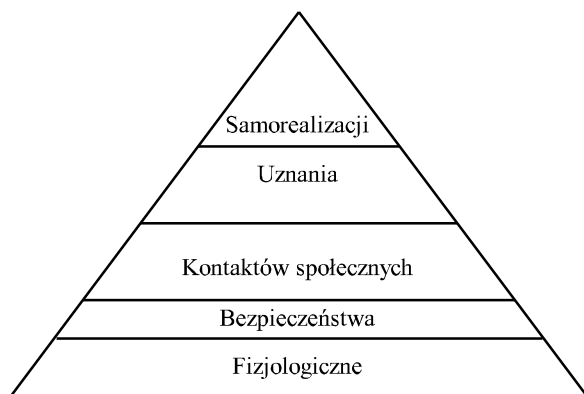 Samorealizacji
Uznania
Kontaktów społecznych
Bezpieczeństwa
Fizjologiczne